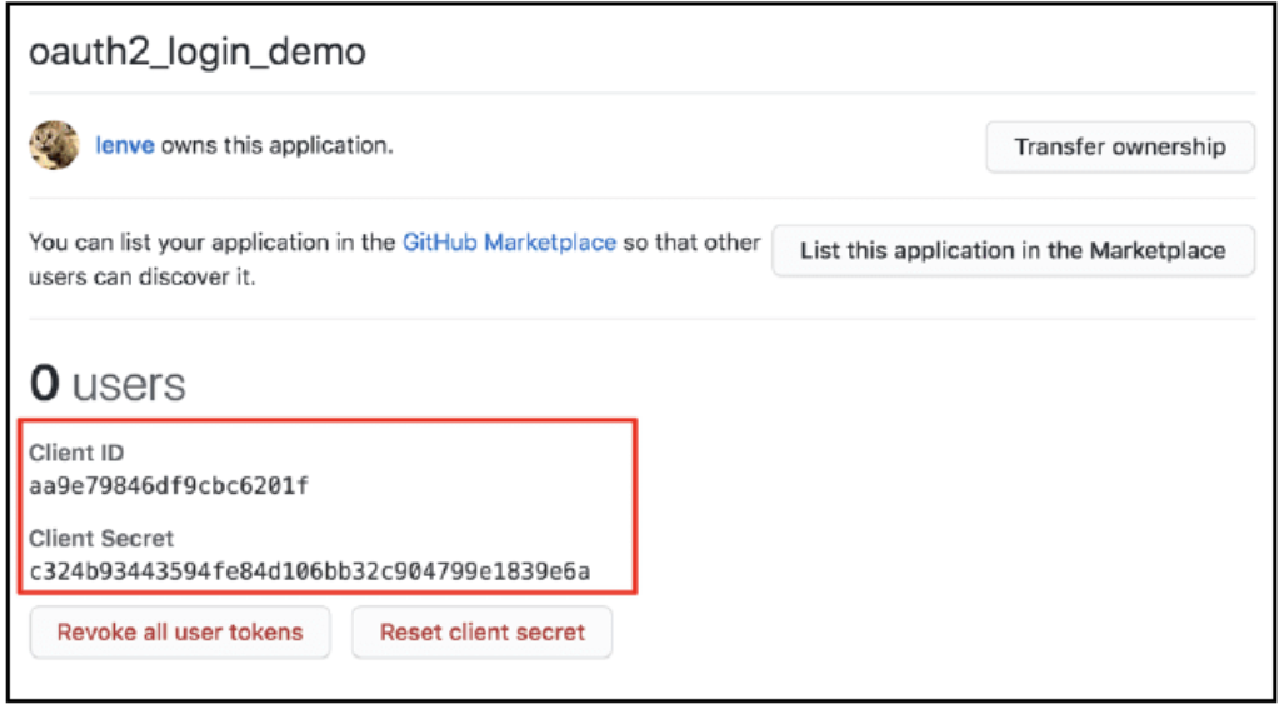 oauth2_login_demo
lenve owns this application.
Transfer ownership
You can list your application in the GitHub Marketplace so that other
users can discover it.
List this application in the Marketplace
0 users
Client ID
aa9e79846df9cbc6201f
Client Secret
c324b93443594fe84d106bb32c904799e1839e6a
Revoke all user tokens
Reset client secret